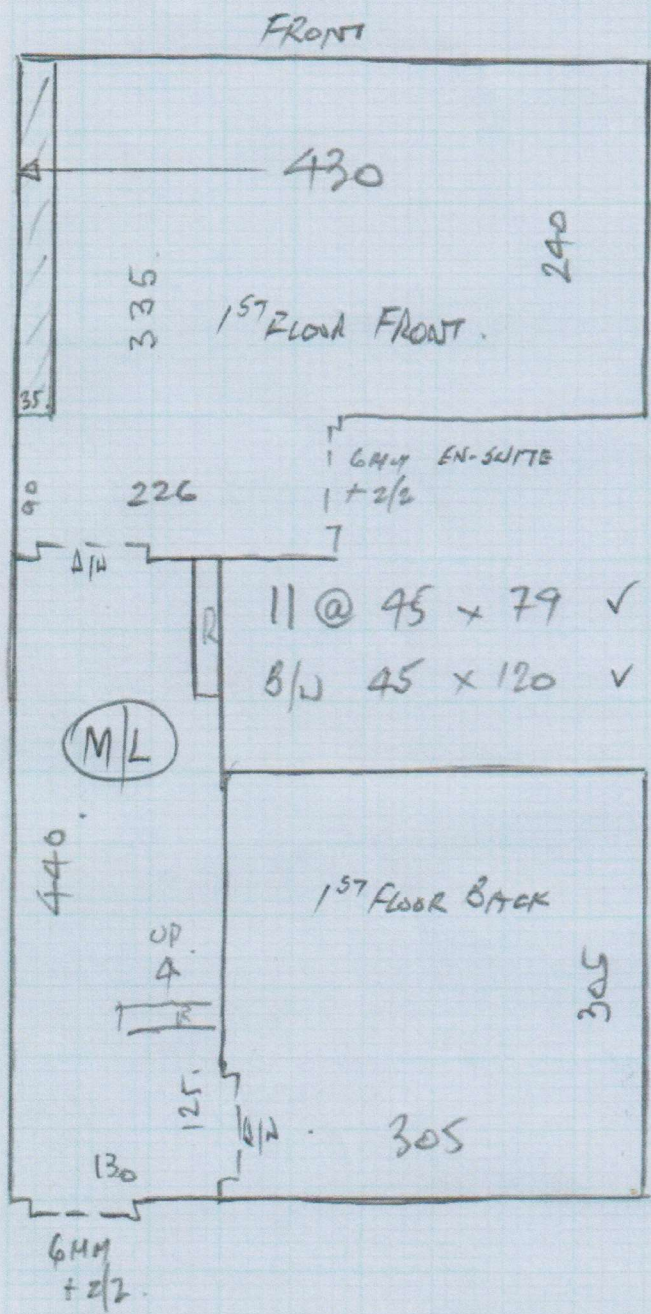 FRONT
430
240
335
1ST FLOOR FRONT.
35
6MM EN-SUITE
+ 2/2
90
226
7
D/W
R
11 @ 45 x 79 ✓
B/W 45 x 120 ✓
M/L
440
1ST FLOOR BACK
UP
4
R
305
125
D/W
305
130
6MM
+ 2/2